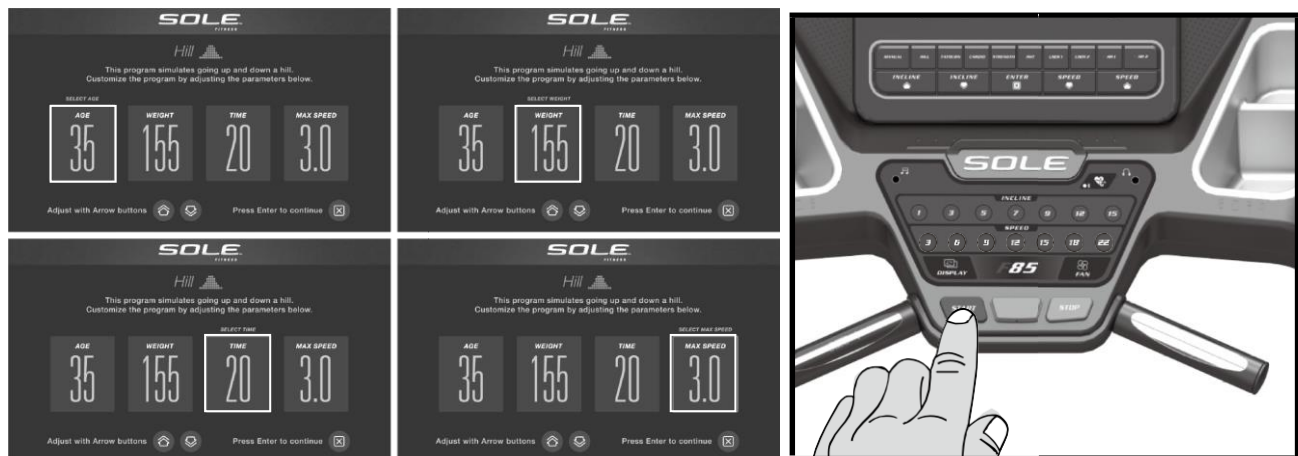 SOLE
FITNESS
Hill
This program simulates going up and down a hill.
Customize the program by adjusting the parameters below.
SELECT AGE
AGE WEIGHT TIME MAX SPEED
35 155 20 3.0
Adjust with Arrow buttons Press Enter to continue
SOLE
FITNESS
Hill
This program simulates going up and down a hill.
Customize the program by adjusting the parameters below.
SELECT WEIGHT
AGE WEIGHT TIME MAX SPEED
35 155 20 3.0
Adjust with Arrow buttons Press Enter to continue
SOLE
FITNESS
Hill
This program simulates going up and down a hill.
Customize the program by adjusting the parameters below.
SELECT TIME
AGE WEIGHT TIME MAX SPEED
35 155 20 3.0
Adjust with Arrow buttons Press Enter to continue
SOLE
FITNESS
Hill
This program simulates going up and down a hill.
Customize the program by adjusting the parameters below.
SELECT MAX SPEED
AGE WEIGHT TIME MAX SPEED
35 155 20 3.0
Adjust with Arrow buttons Press Enter to continue
MANUAL HILL CARDIO STRENGTH
INCLINE INCLINE ENTER SPEED SPEED
SOLE
INCLINE
1 3 5 7 9 12 15
SPEED
3 6 9 12 15 18 22
DISPLAY F85 FAN
START STOP